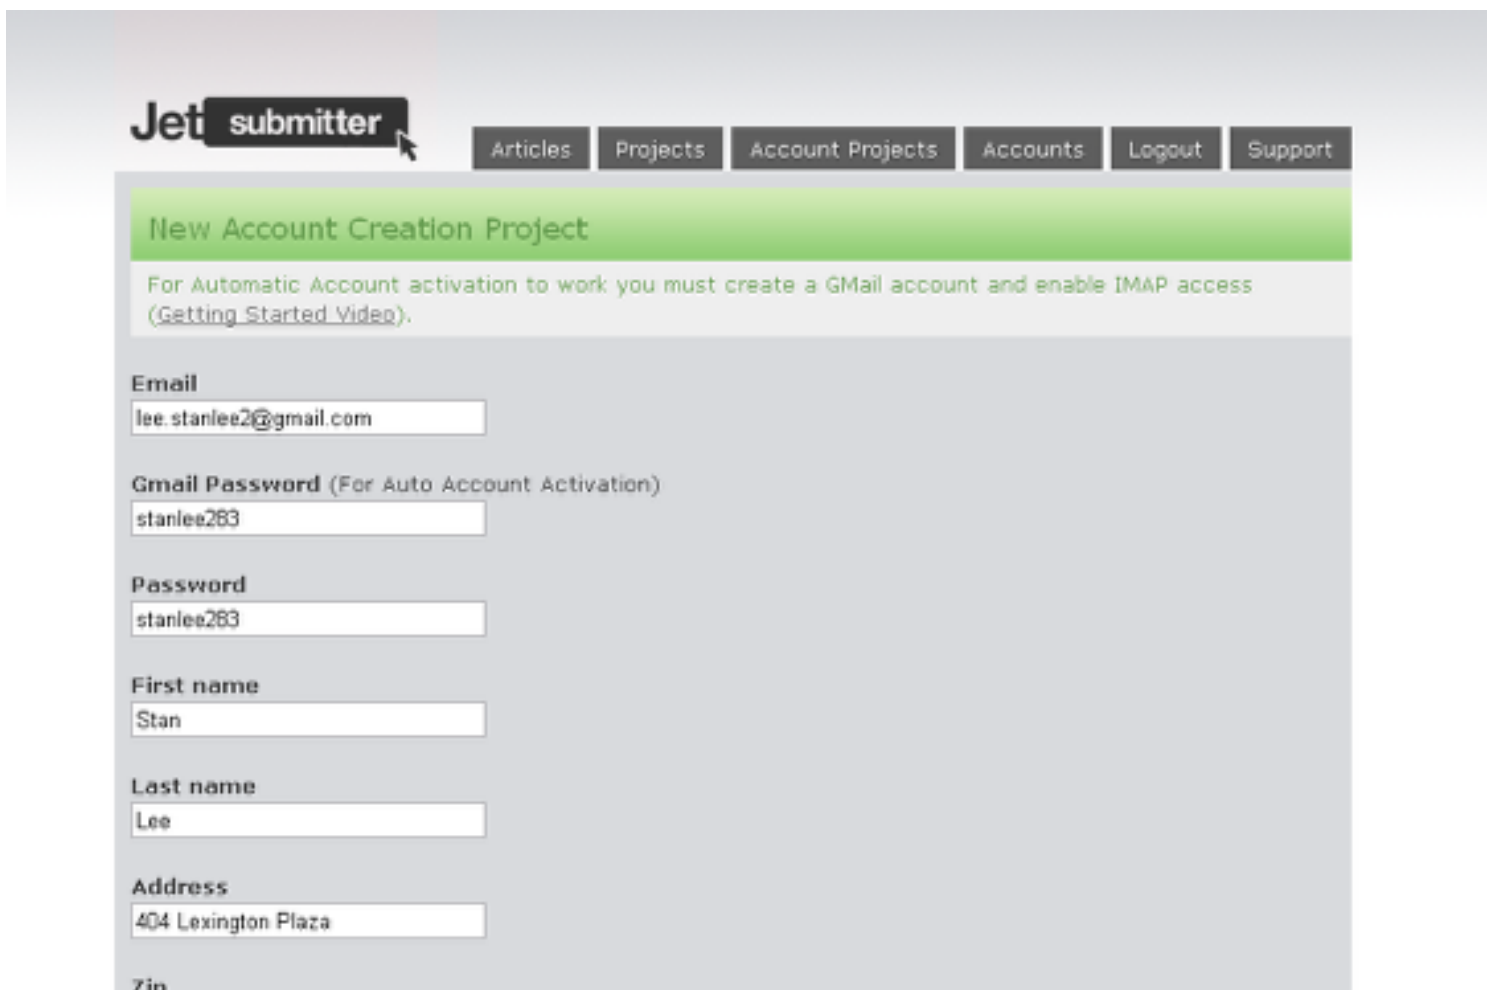 Jet submitter
Articles Projects Account Projects Accounts Logout Support
New Account Creation Project
For Automatic Account activation to work you must create a GMail account and enable IMAP access
(Getting Started Video).
Email
lee.stanlee2@gmail.com
Gmail Password (For Auto Account Activation)
stanlee283
Password
stanlee283
First name
Stan
Last name
Lee
Address
404 Lexington Plaza
Zip